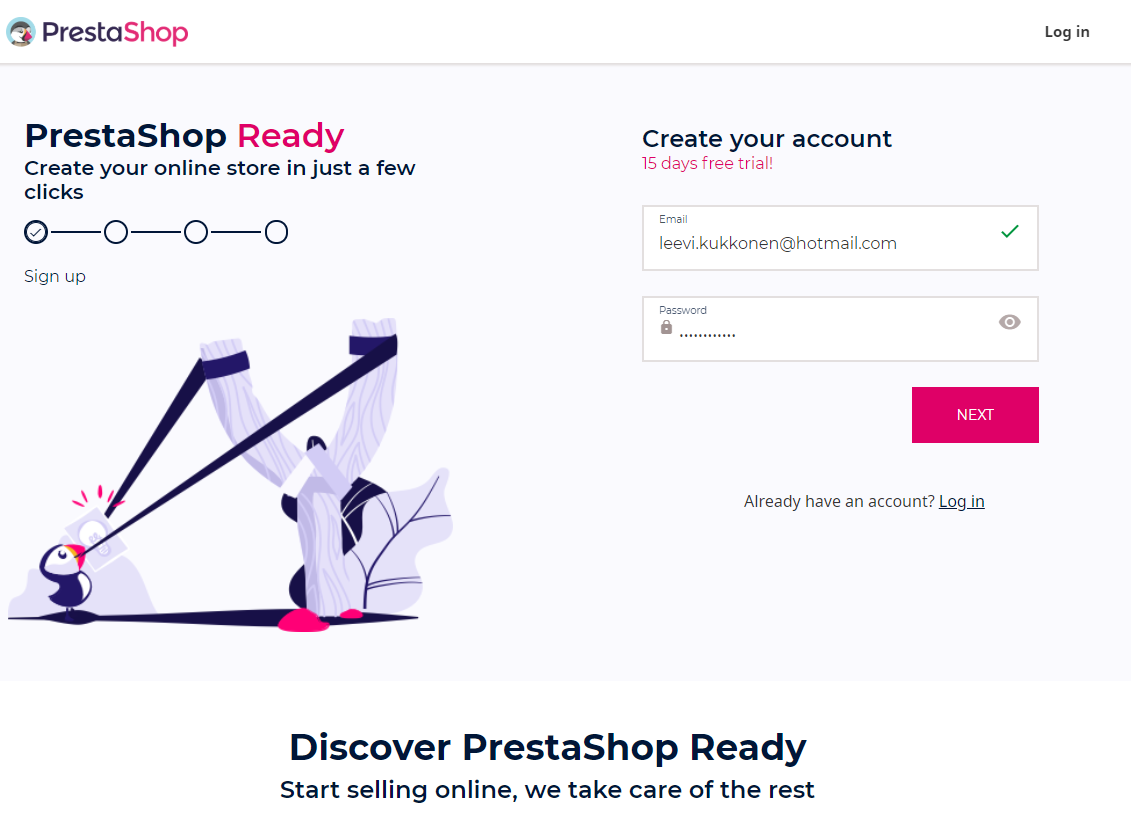 PrestaShop
Log in
PrestaShop Ready
Create your online store in just a few
clicks
Sign up
Create your account
15 days free trial!
Email
leevi.kukkonen@hotmail.com
Password
............
NEXT
Already have an account? Log in
Discover PrestaShop Ready
Start selling online, we take care of the rest